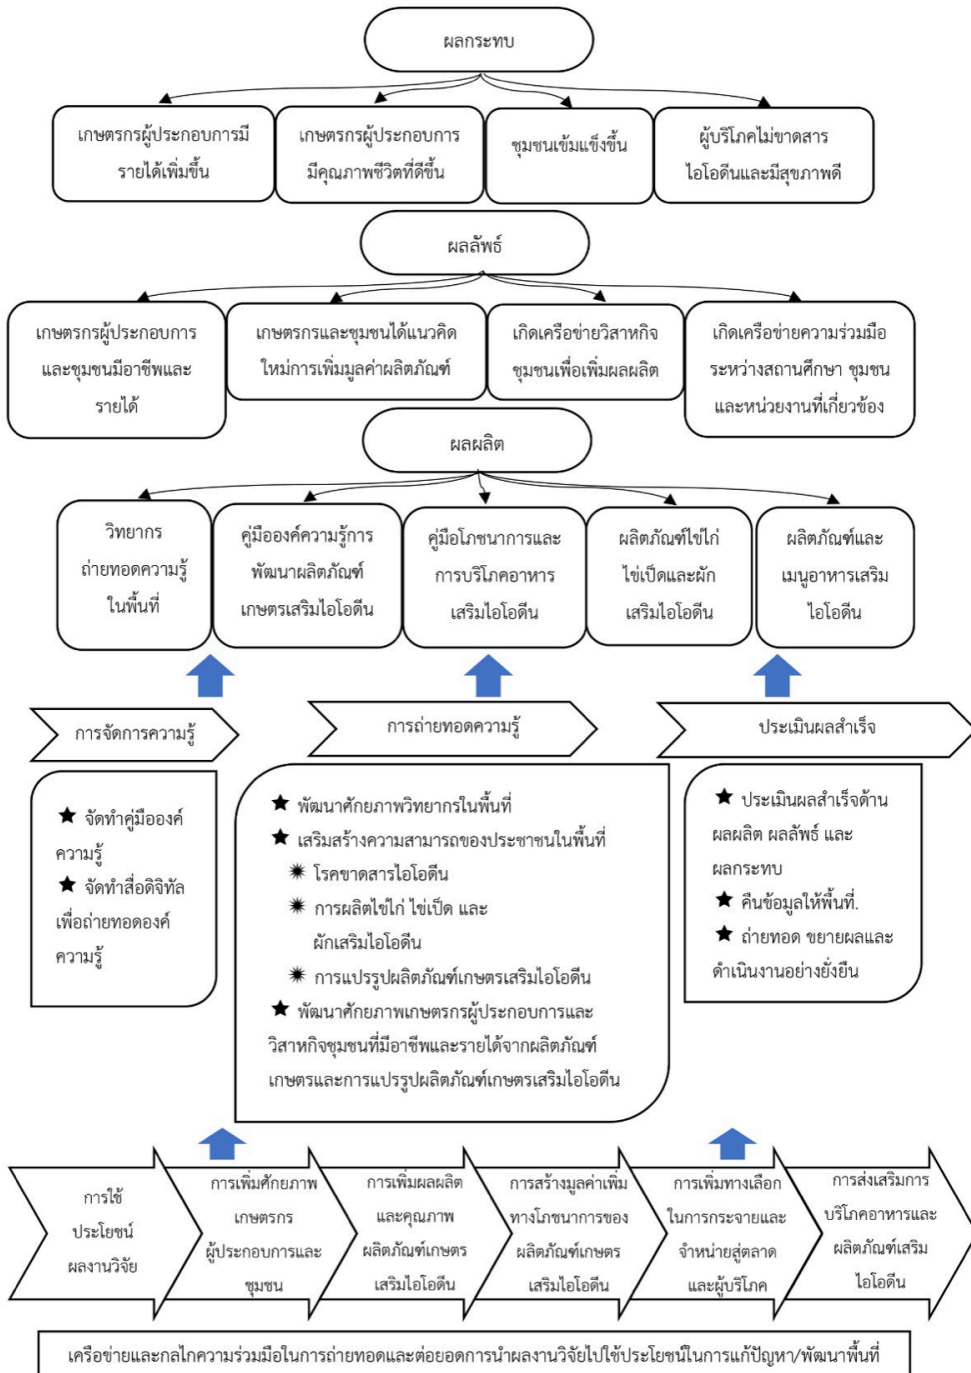 ผลกระทบ
เกษตรกรผู้ประกอบการมี
รายได้เพิ่มขึ้น
เกษตรกรผู้ประกอบการ
มีคุณภาพชีวิตที่ดีขึ้น
ชุมชนเข้มแข็งขึ้น
ผู้บริโภคไม่ขาดสาร
ไอโอดีนและมีสุขภาพดี
ผลลัพธ์
เกษตรกรผู้ประกอบการ
และชุมชนมีอาชีพและ
รายได้
เกษตรกรและชุมชนได้แนวคิด
ใหม่การเพิ่มมูลค่าผลิตภัณฑ์
เกิดเครือข่ายวิสาหกิจ
ชุมชนเพื่อเพิ่มผลผลิต
เกิดเครือข่ายความร่วมมือ
ระหว่างสถานศึกษา ชุมชน
และหน่วยงานที่เกี่ยวข้อง
ผลผลิต
วิทยากร
ถ่ายทอดความรู้
ในพื้นที่
คู่มือองค์ความรู้การ
พัฒนาผลิตภัณฑ์
เกษตรเสริมไอโอดีน
คู่มือโภชนาการและ
การบริโภคอาหาร
เสริมไอโอดีน
ผลิตภัณฑ์ไข่ไก่
ไข่เป็ดและผัก
เสริมไอโอดีน
ผลิตภัณฑ์และ
เมนูอาหารเสริม
ไอโอดีน
การจัดการความรู้
★ จัดทำคู่มือองค์
ความรู้
★ จัดทำสื่อดิจิทัล
เพื่อถ่ายทอดองค์
ความรู้
การถ่ายทอดความรู้
★ พัฒนาศักยภาพวิทยากรในพื้นที่
★ เสริมสร้างความสามารถของประชาชนในพื้นที่
✹ โรคขาดสารไอโอดีน
✹ การผลิตไข่ไก่ ไข่เป็ด และ
ผักเสริมไอโอดีน
✹ การแปรรูปผลิตภัณฑ์เกษตรเสริมไอโอดีน
★ พัฒนาศักยภาพเกษตรกรผู้ประกอบการและ
วิสาหกิจชุมชนที่มีอาชีพและรายได้จากผลิตภัณฑ์
เกษตรและการแปรรูปผลิตภัณฑ์เกษตรเสริมไอโอดีน
ประเมินผลสำเร็จ
★ ประเมินผลสำเร็จด้าน
ผลผลิต ผลลัพธ์ และ
ผลกระทบ
★ คืนข้อมูลให้พื้นที่.
★ ถ่ายทอด ขยายผลและ
ดำเนินงานอย่างยั่งยืน
การใช้
ประโยชน์
ผลงานวิจัย
การเพิ่มศักยภาพ
เกษตรกร
ผู้ประกอบการและ
ชุมชน
การเพิ่มผลผลิต
และคุณภาพ
ผลิตภัณฑ์เกษตร
เสริมไอโอดีน
การสร้างมูลค่าเพิ่ม
ทางโภชนาการของ
ผลิตภัณฑ์เกษตร
เสริมไอโอดีน
การเพิ่มทางเลือก
ในการกระจายและ
จำหน่ายสู่ตลาด
และผู้บริโภค
การส่งเสริมการ
บริโภคอาหารและ
ผลิตภัณฑ์เสริม
ไอโอดีน
เครือข่ายและกลไกความร่วมมือในการถ่ายทอดและต่อยอดการนำผลงานวิจัยไปใช้ประโยชน์ในการแก้ปัญหา/พัฒนาพื้นที่